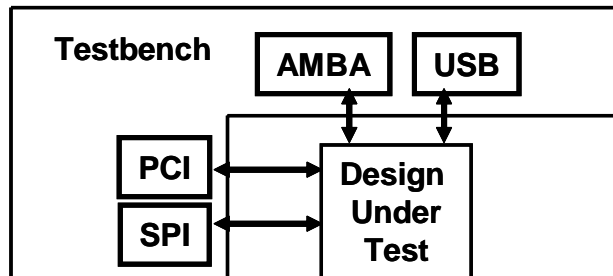 Testbench
AMBA
USB
PCI
SPI
Design
Under
Test